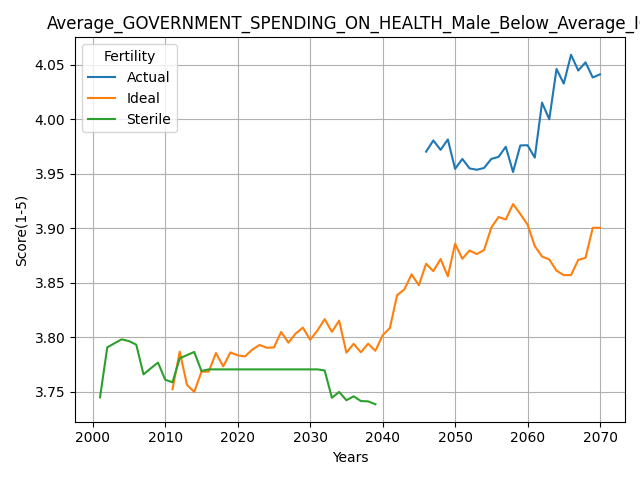 Average_GOVERNMENT_SPENDING_ON_HEALTH_Male_Below_Average_I
Fertility
Actual
Ideal
Sterile
Score(1-5)
4.05
4.00
3.95
3.90
3.85
3.80
3.75
2000 2010 2020 2030 2040 2050 2060 2070
Years